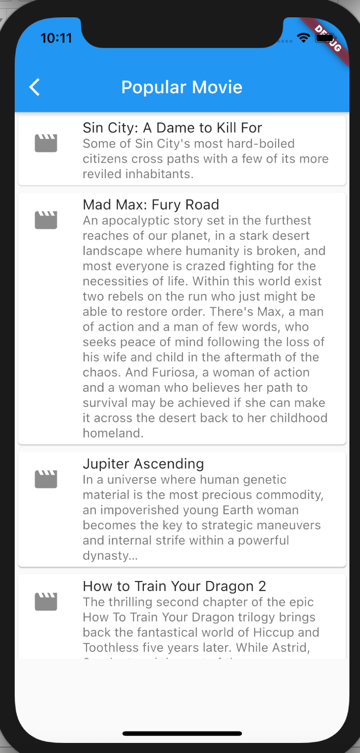 10:11
DEBUG
Popular Movie
Sin City: A Dame to Kill For
Some of Sin City's most hard-boiled
citizens cross paths with a few of its more
reviled inhabitants.
Mad Max: Fury Road
An apocalyptic story set in the furthest
reaches of our planet, in a stark desert
landscape where humanity is broken, and
most everyone is crazed fighting for the
necessities of life. Within this world exist
two rebels on the run who just might be
able to restore order. There's Max, a man
of action and a man of few words, who
seeks peace of mind following the loss of
his wife and child in the aftermath of the
chaos. And Furiosa, a woman of action
and a woman who believes her path to
survival may be achieved if she can make
it across the desert back to her childhood
homeland.
Jupiter Ascending
In a universe where human genetic
material is the most precious commodity,
an impoverished young Earth woman
becomes the key to strategic maneuvers
and internal strife within a powerful
dynasty...
How to Train Your Dragon 2
The thrilling second chapter of the epic
How To Train Your Dragon trilogy brings
back the fantastical world of Hiccup and
Toothless five years later. While Astrid,